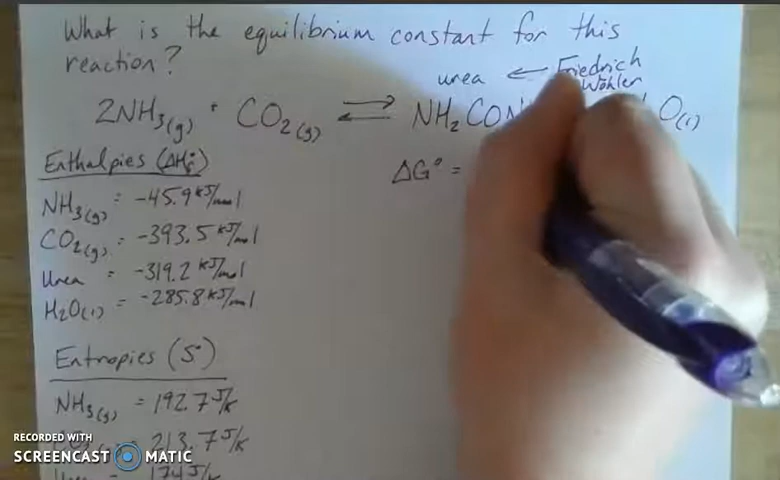 What is the equilibrium constant for this
reaction?
urea ← Friedrich
Wöhler
2NH₃(g) + CO₂(g) ⇌ NH₂CON O(l)
Enthalpies (ΔH°f)
NH₃(g) = -45.9 kJ/mol
CO₂(g) = -393.5 kJ/mol
Urea = -319.2 kJ/mol
H₂O(l) = -285.8 kJ/mol
ΔG° =
Entropies (S°)
NH₃(g) = 192.7 J/K
213.7 J/K
174 J/K
RECORDED WITH
SCREENCAST MATIC